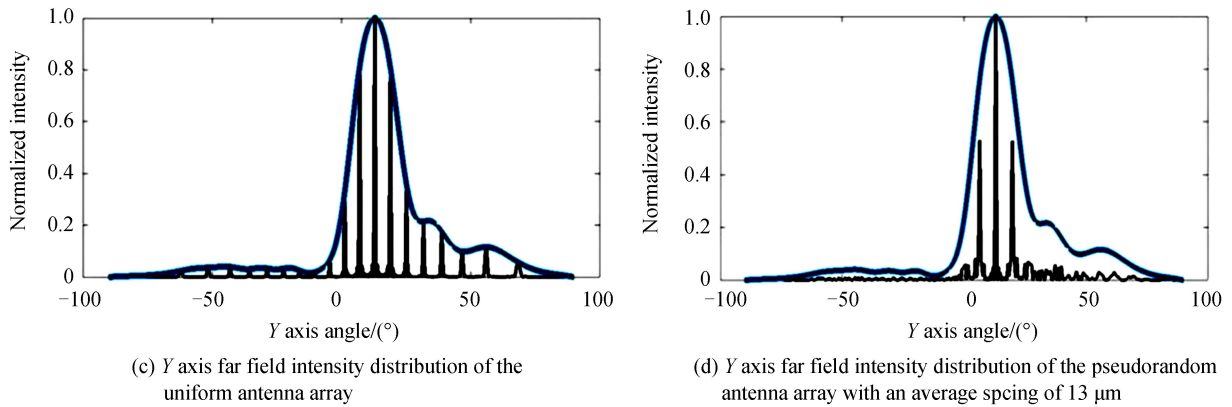 Normalized intensity
1.0
0.8
0.6
0.4
0.2
0
−100
−50
0
50
100
Y axis angle/(°)
(c) Y axis far field intensity distribution of the
uniform antenna array
Normalized intensity
1.0
0.8
0.6
0.4
0.2
0
−100
−50
0
50
100
Y axis angle/(°)
(d) Y axis far field intensity distribution of the pseudorandom
antenna array with an average spcing of 13 μm